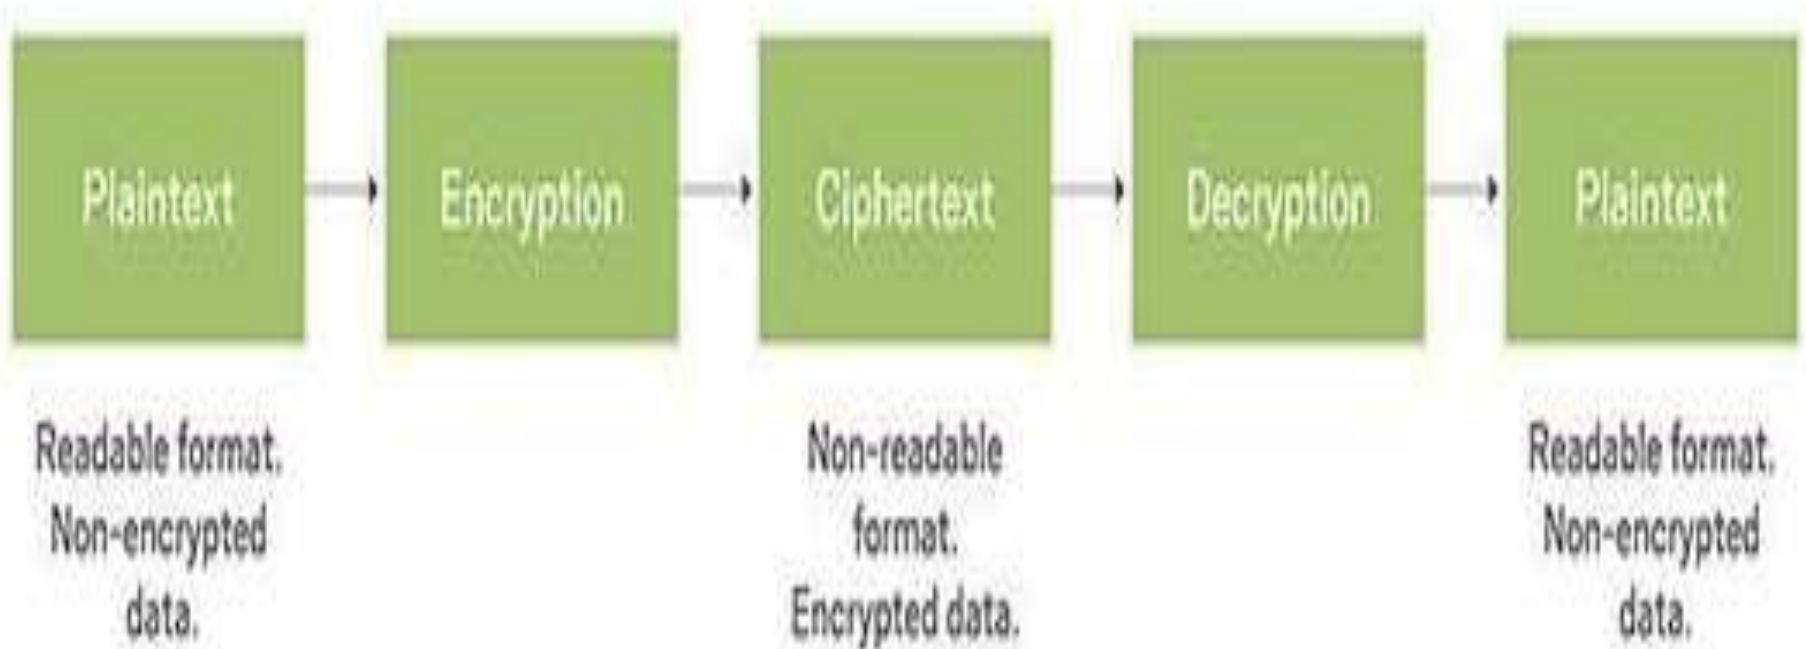 Plaintext
Encryption
Ciphertext
Decryption
Plaintext
Readable format.
Non-encrypted
data.
Non-readable
format.
Encrypted data.
Readable format.
Non-encrypted
data.